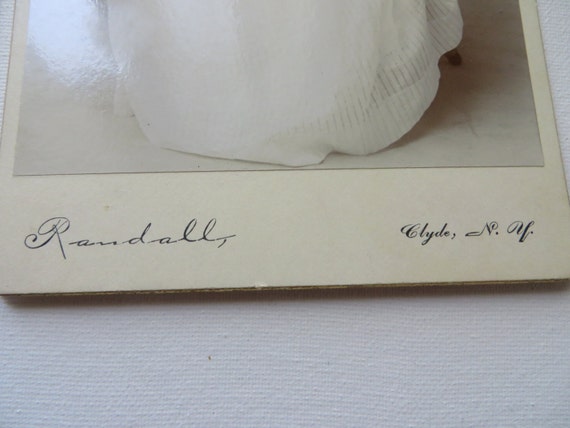 Randall,
Clyde, N. Y.